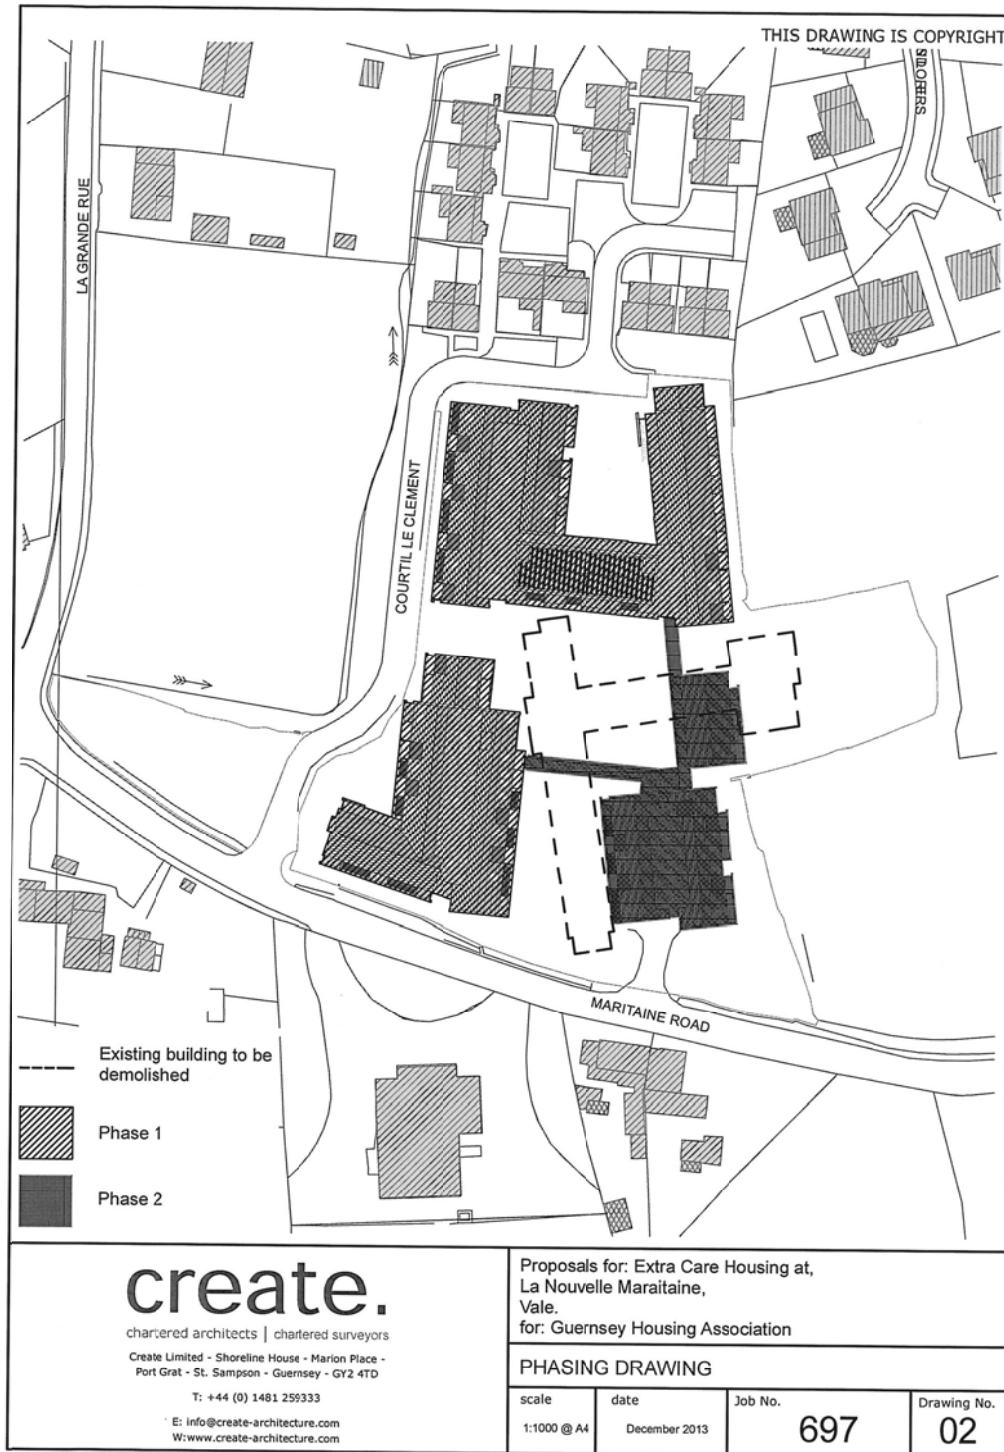 THIS DRAWING IS COPYRIGHT
LA GRANDE RUE
COURTIL LE CLEMENT
MARITAINE ROAD
Existing building to be
demolished
Phase 1
Phase 2
create.
chartered architects | chartered surveyors
Create Limited - Shoreline House - Marion Place -
Port Grat - St. Sampson - Guernsey - GY2 4TD
T: +44 (0) 1481 259333
E: info@create-architecture.com
W:www.create-architecture.com
Proposals for: Extra Care Housing at,
La Nouvelle Maraitaine,
Vale.
for: Guernsey Housing Association
PHASING DRAWING
scale
1:1000 @ A4
date
December 2013
Job No.
697
Drawing No.
02